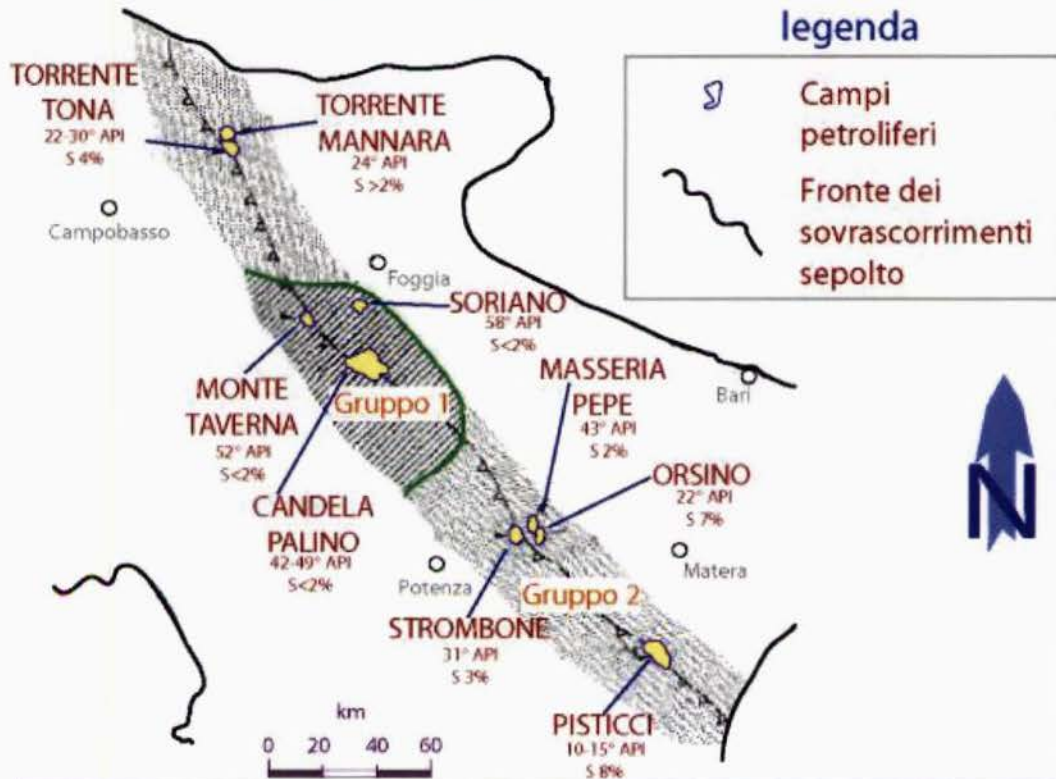 legenda
Campi
petroliferi
Fronte dei
sovrascorrimenti
sepolto
TORRENTE
TONA
22-30° API
S 4%
TORRENTE
MANNARA
24° API
S >2%
Campobasso
Foggia
SORIANO
58° API
S<2%
MONTE
TAVERNA
52° API
S<2%
Gruppo 1
MASSERIA
PEPE
43° API
S 2%
Bari
ORSINO
22° API
S 7%
CANDELA
PALINO
42-49° API
S<2%
Potenza
Matera
Gruppo 2
STROMBONE
31° API
S 3%
PISTICCI
10-15° API
S 8%
km
0 20 40 60
N